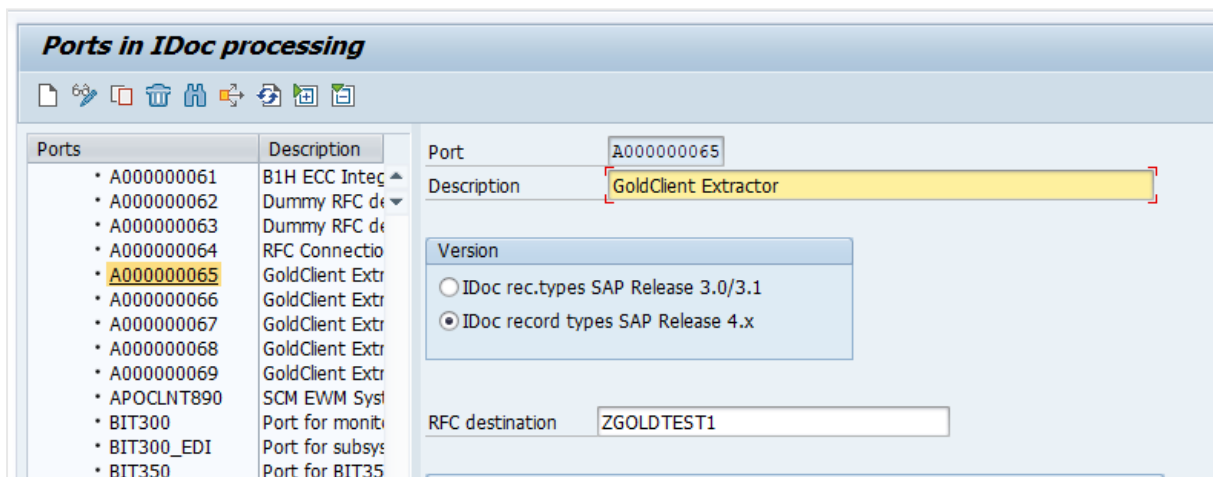 Ports in IDoc processing
Ports Description
A000000061 B1H ECC Integ
A000000062 Dummy RFC de
A000000063 Dummy RFC de
A000000064 RFC Connectio
A000000065 GoldClient Extr
A000000066 GoldClient Extr
A000000067 GoldClient Extr
A000000068 GoldClient Extr
A000000069 GoldClient Extr
APOCLNT890 SCM EWM Syst
BIT300 Port for monito
BIT300_EDI Port for subsys
BIT350 Port for BIT35
Port A000000065
Description GoldClient Extractor
Version
IDoc rec.types SAP Release 3.0/3.1
IDoc record types SAP Release 4.x
RFC destination ZGOLDTEST1